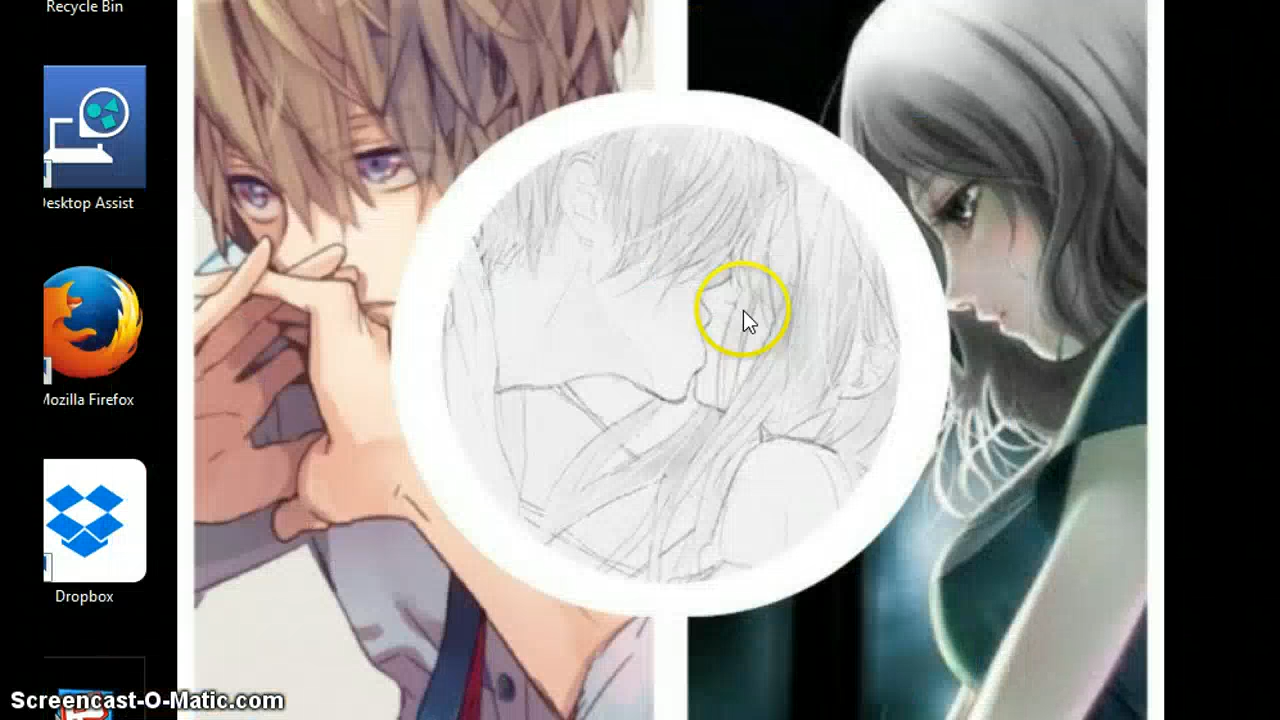 Recycle Bin
Desktop Assist
Mozilla Firefox
Dropbox
Screencast-O-Matic.com